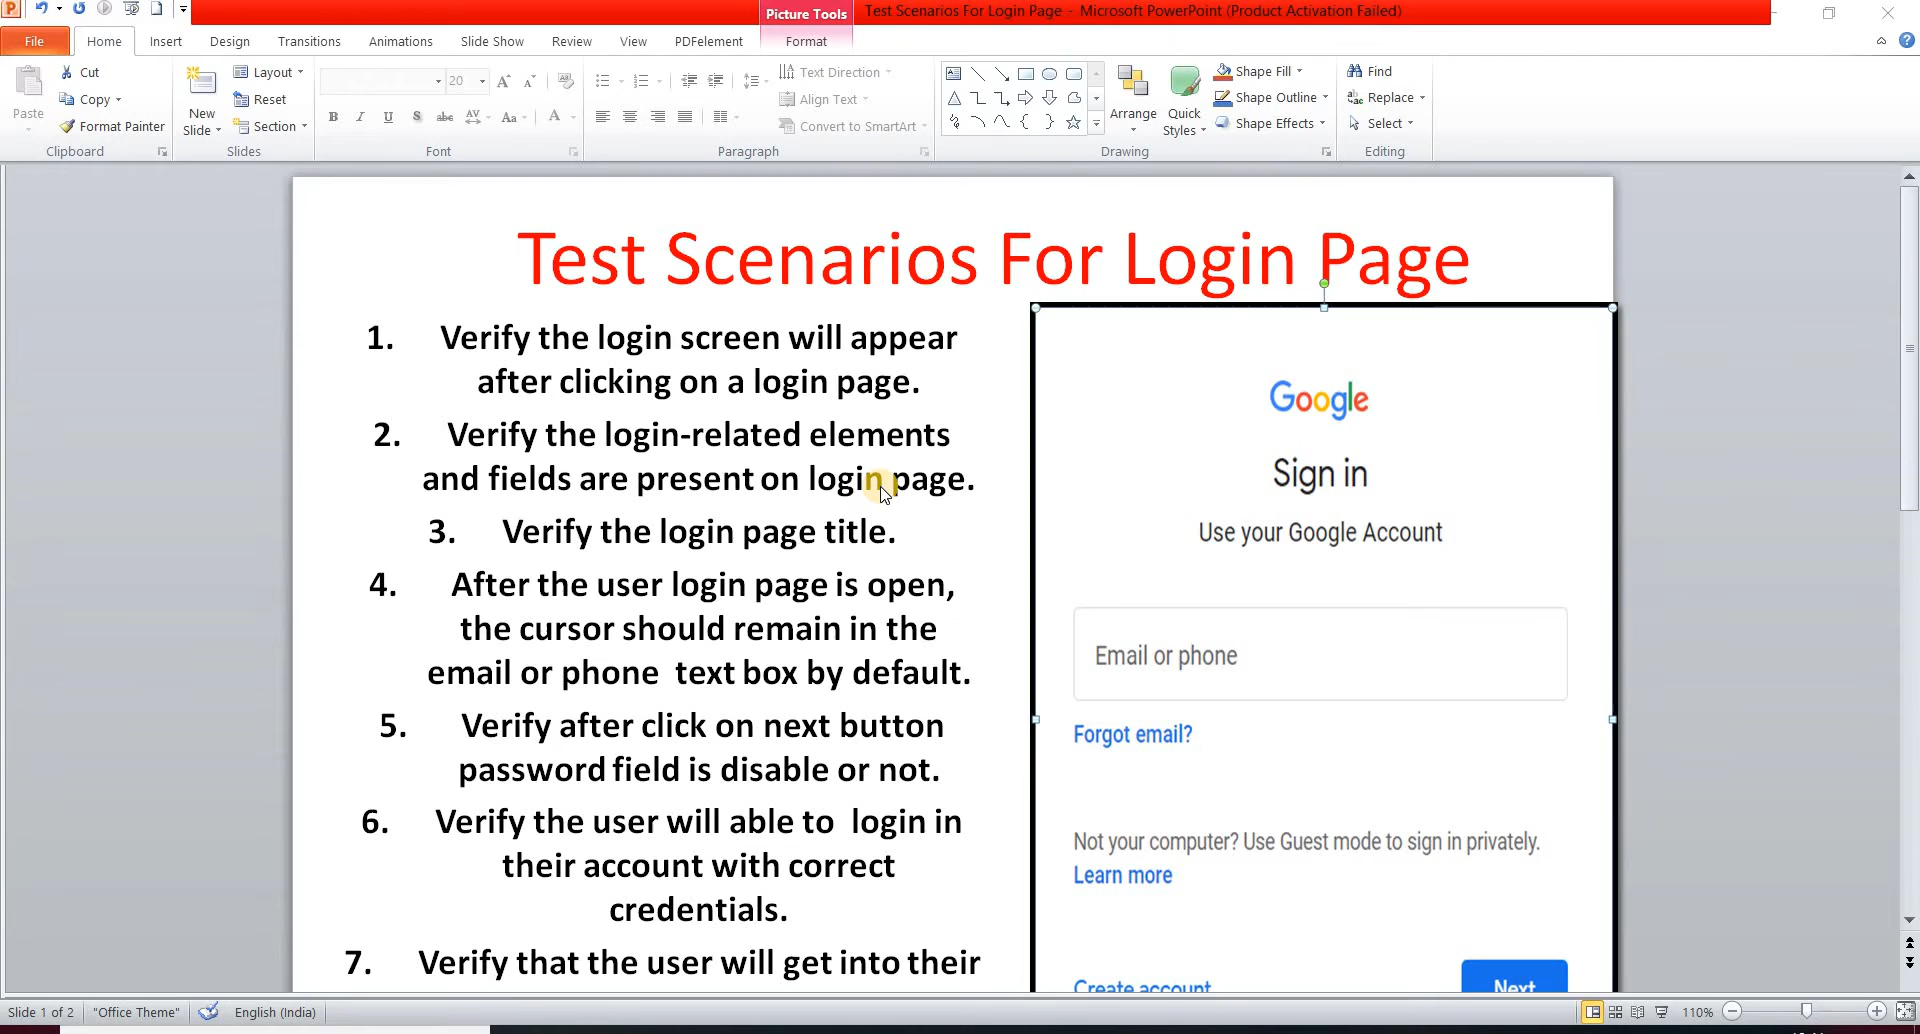 Test Scenarios For Login Page - Microsoft PowerPoint (Product Activation Failed)
Picture Tools
File Home Insert Design Transitions Animations Slide Show Review View PDFelement Format
Paste
Cut
Copy
Format Painter
Clipboard
New Slide
Layout
Reset
Section
Slides
20
B I U S abc AV Aa A
Font
Text Direction
Align Text
Convert to SmartArt
Paragraph
Arrange
Quick Styles
Shape Fill
Shape Outline
Shape Effects
Drawing
Find
Replace
Select
Editing
Test Scenarios For Login Page
1. Verify the login screen will appear
after clicking on a login page.
2. Verify the login-related elements
and fields are present on login page.
3. Verify the login page title.
4. After the user login page is open,
the cursor should remain in the
email or phone text box by default.
5. Verify after click on next button
password field is disable or not.
6. Verify the user will able to login in
their account with correct
credentials.
7. Verify that the user will get into their
Google
Sign in
Use your Google Account
Email or phone
Forgot email?
Not your computer? Use Guest mode to sign in privately.
Learn more
Create account
Next
Slide 1 of 2 "Office Theme" English (India) 110%